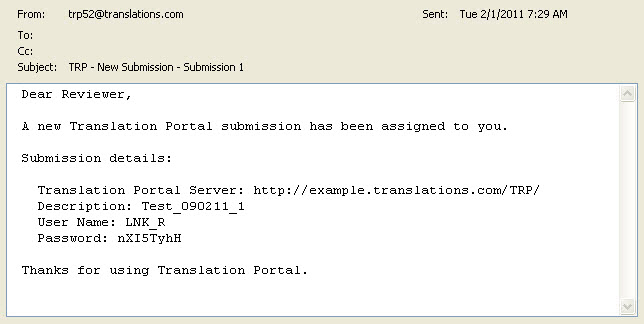 From: trp52@translations.com Sent: Tue 2/1/2011 7:29 AM
To:
Cc:
Subject: TRP - New Submission - Submission 1
Dear Reviewer,
A new Translation Portal submission has been assigned to you.
Submission details:
Translation Portal Server: http://example.translations.com/TRP/
Description: Test_090211_1
User Name: LNK_R
Password: nXI5TyhH
Thanks for using Translation Portal.